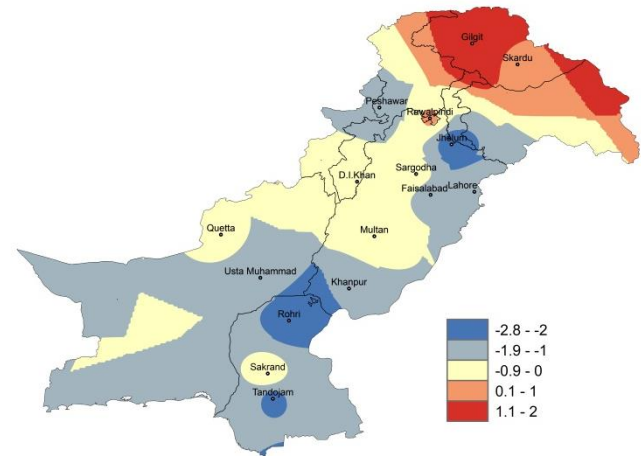 Gilgit
Skardu
Peshawar
Rawalpindi
Jhelum
Sargodha
D.I.Khan
Faisalabad
Lahore
Quetta
Multan
Usta Muhammad
Khanpur
Rohri
Sakrand
Tandojam
-2.8 - -2
-1.9 - -1
-0.9 - 0
0.1 - 1
1.1 - 2